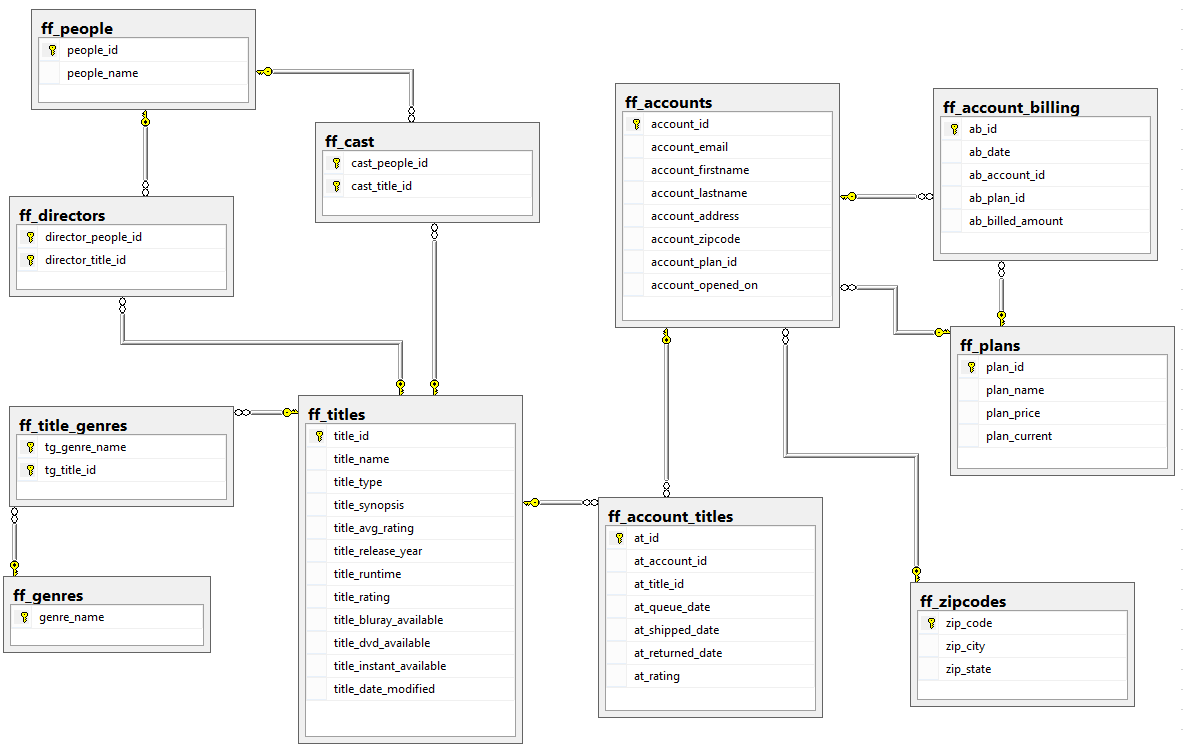 ff_people
people_id
people_name
ff_cast
cast_people_id
cast_title_id
ff_directors
director_people_id
director_title_id
ff_title_genres
tg_genre_name
tg_title_id
ff_genres
genre_name
ff_titles
title_id
title_name
title_type
title_synopsis
title_avg_rating
title_release_year
title_runtime
title_rating
title_bluray_available
title_dvd_available
title_instant_available
title_date_modified
ff_accounts
account_id
account_email
account_firstname
account_lastname
account_address
account_zipcode
account_plan_id
account_opened_on
ff_account_billing
ab_id
ab_date
ab_account_id
ab_plan_id
ab_billed_amount
ff_plans
plan_id
plan_name
plan_price
plan_current
ff_account_titles
at_id
at_account_id
at_title_id
at_queue_date
at_shipped_date
at_returned_date
at_rating
ff_zipcodes
zip_code
zip_city
zip_state